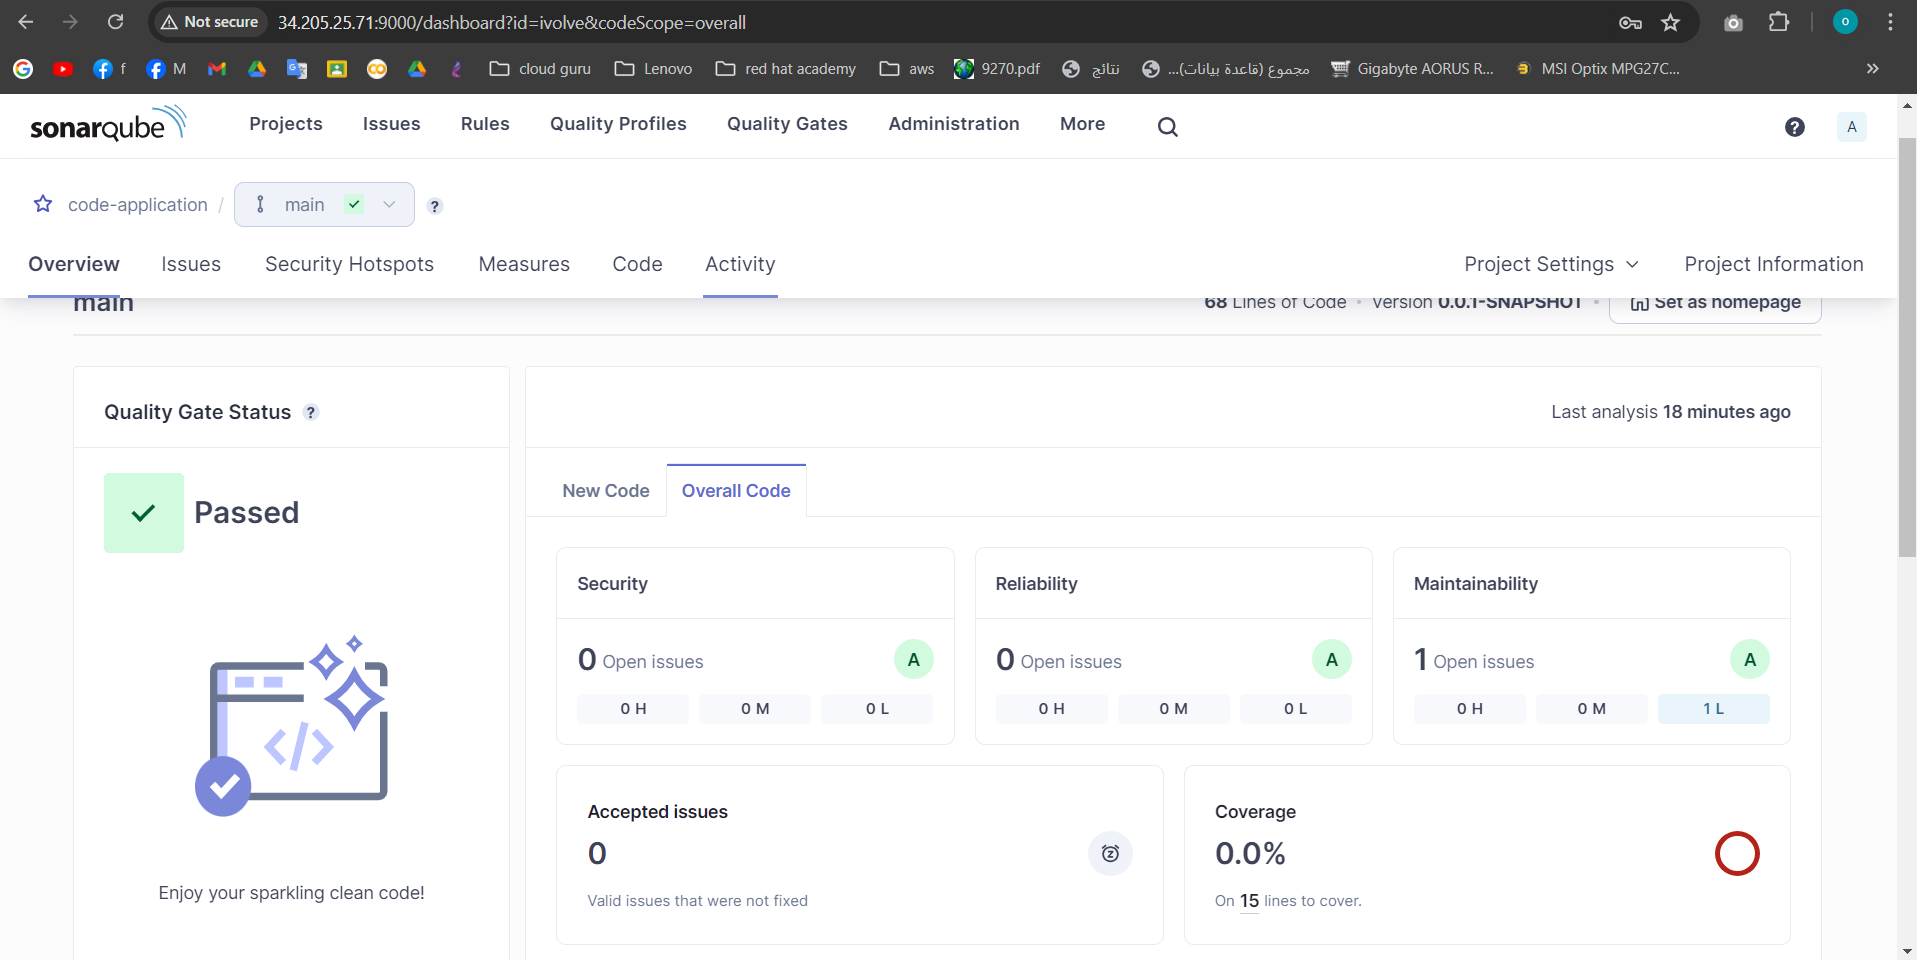 Not secure 34.205.25.71:9000/dashboard?id=ivolve&codeScope=overall
f M cloud guru Lenovo red hat academy aws 9270.pdf نتائج مجموع (قاعدة بيانات)... Gigabyte AORUS R... MSI Optix MPG27C...
sonarqube Projects Issues Rules Quality Profiles Quality Gates Administration More A
code-application / main
Overview Issues Security Hotspots Measures Code Activity Project Settings Project Information
main 68 Lines of Code • Version 0.0.1-SNAPSHOT • Set as homepage
Quality Gate Status ?
Last analysis 18 minutes ago
New Code Overall Code
Passed
Security Reliability Maintainability
0 Open issues A 0 Open issues A 1 Open issues A
0 H 0 M 0 L 0 H 0 M 0 L 0 H 0 M 1 L
Accepted issues
0
Valid issues that were not fixed
Coverage
0.0%
On 15 lines to cover.
Enjoy your sparkling clean code!